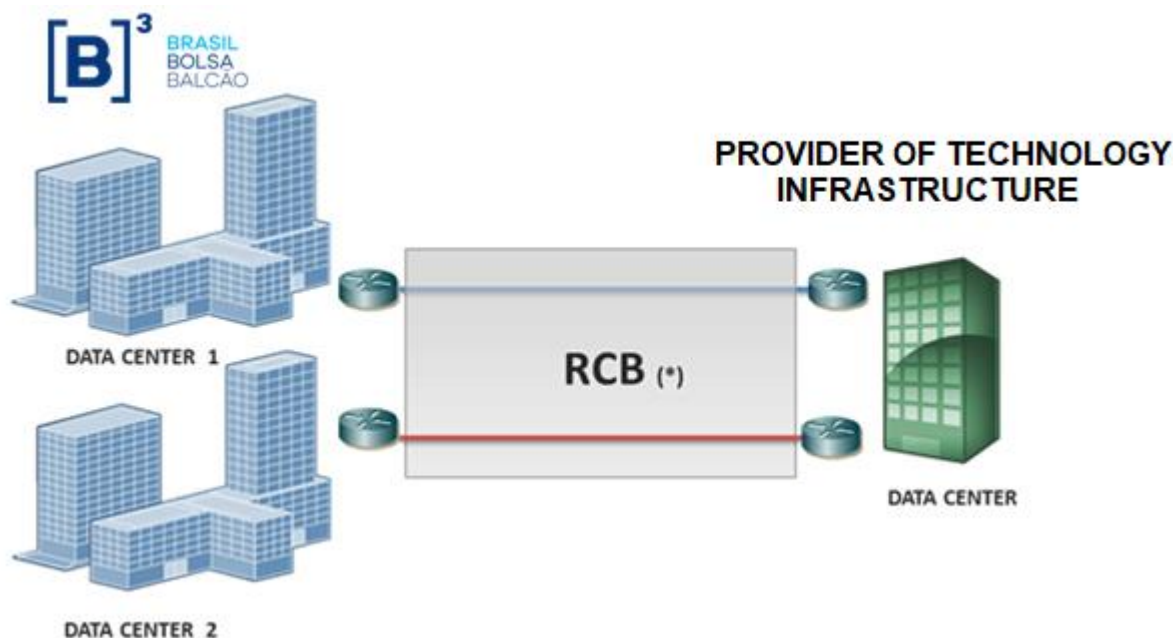 [B]³
BRASIL
BOLSA
BALCÃO
PROVIDER OF TECHNOLOGY
INFRASTRUCTURE
DATA CENTER 1
RCB (*)
DATA CENTER
DATA CENTER 2